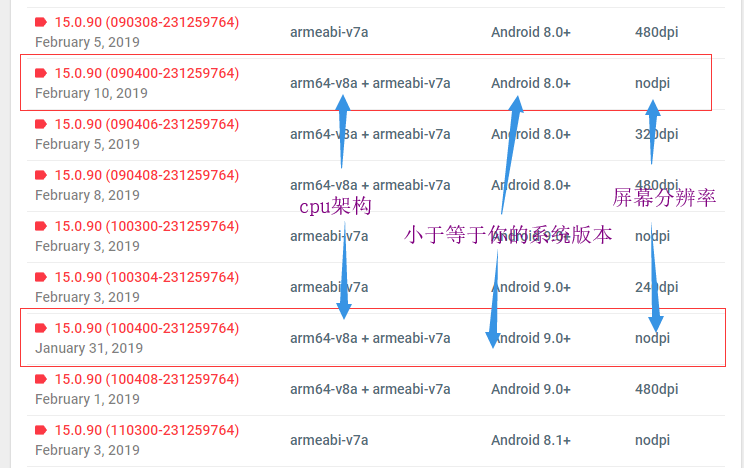 15.0.90 (090308-231259764)
February 5, 2019
armeabi-v7a
Android 8.0+
480dpi
15.0.90 (090400-231259764)
February 10, 2019
arm64-v8a + armeabi-v7a
Android 8.0+
nodpi
15.0.90 (090406-231259764)
February 5, 2019
arm64-v8a + armeabi-v7a
Android 8.0+
320dpi
15.0.90 (090408-231259764)
February 8, 2019
arm64-v8a + armeabi-v7a
Android 8.0+
480dpi
cpu架构
小于等于你的系统版本
屏幕分辨率
15.0.90 (100300-231259764)
February 3, 2019
armeabi-v7a
Android 9.0+
nodpi
15.0.90 (100304-231259764)
February 3, 2019
armeabi-v7a
Android 9.0+
240dpi
15.0.90 (100400-231259764)
January 31, 2019
arm64-v8a + armeabi-v7a
Android 9.0+
nodpi
15.0.90 (100408-231259764)
February 1, 2019
arm64-v8a + armeabi-v7a
Android 9.0+
480dpi
15.0.90 (110300-231259764)
February 3, 2019
armeabi-v7a
Android 8.1+
nodpi